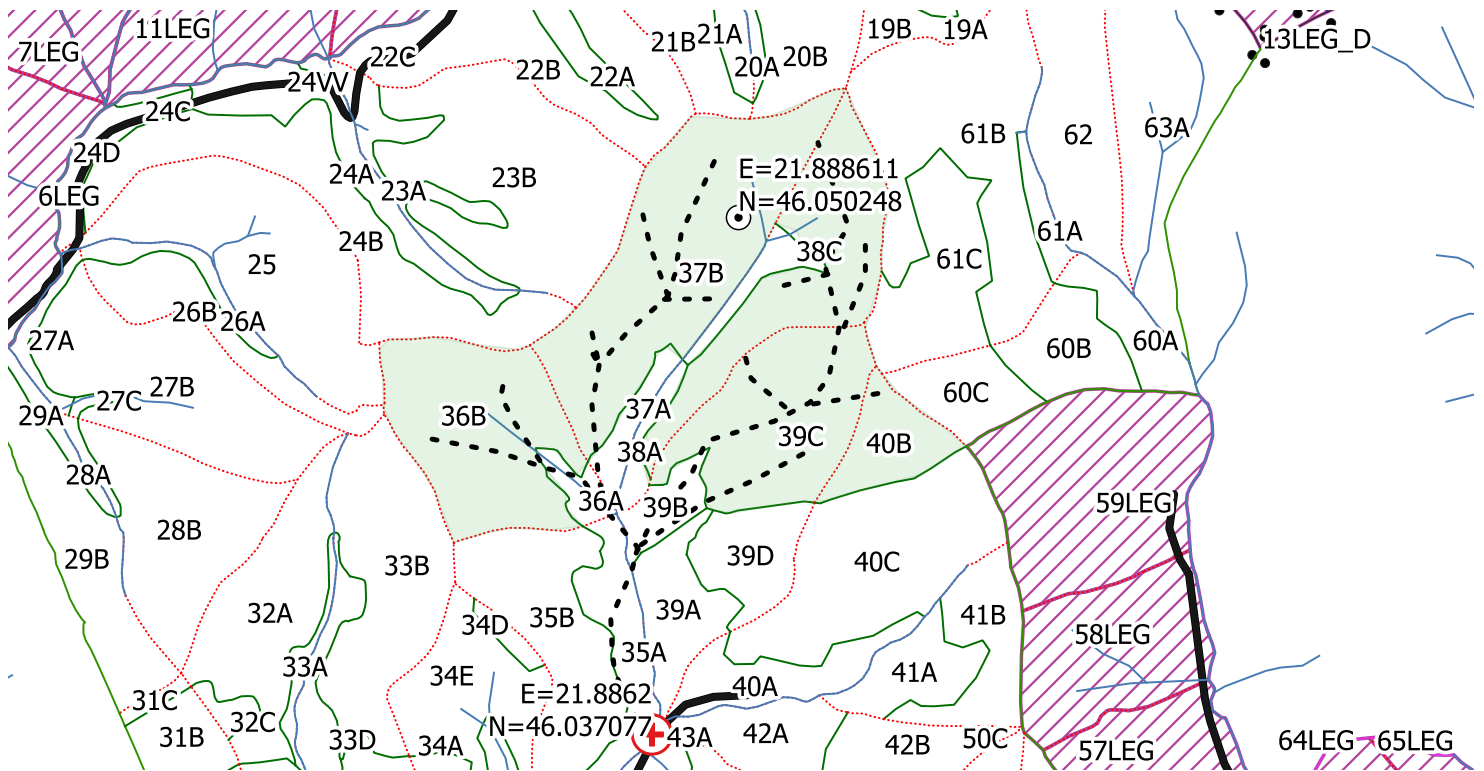 11LEG
19B
19A
21A
21B
13LEG_D
7LEG
22C
20B
20A
22B
22A
24VV
24C
62
63A
61B
24D
E=21.888611
24A
23B
23A
6LEG
N=46.050248
61A
24B
38C
25
61C
37B
26B
26A
27A
60A
60B
27B
60C
27C
37A
36B
29A
39C
40B
38A
28A
36A
59LEG
39B
28B
29B
39D
40C
33B
32A
39A
35B
41B
34D
58LEG
35A
33A
41A
34E
40A
E=21.8862
31C
32C
N=46.037077
42A
31B
33D
34A
43A
42B
50C
64LEG
65LEG
57LEG